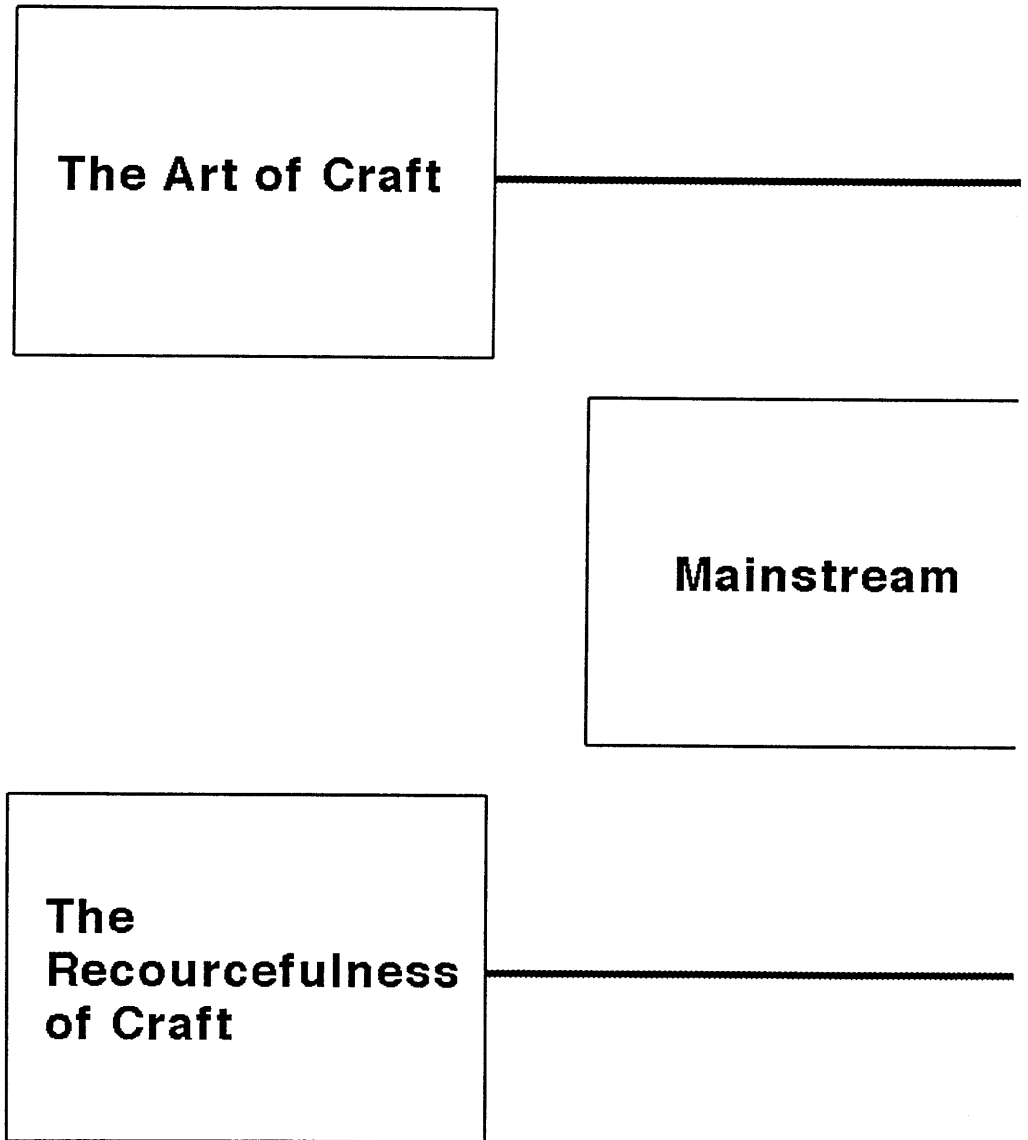 The Art of Craft
Mainstream
The
Recourcefulness
of Craft